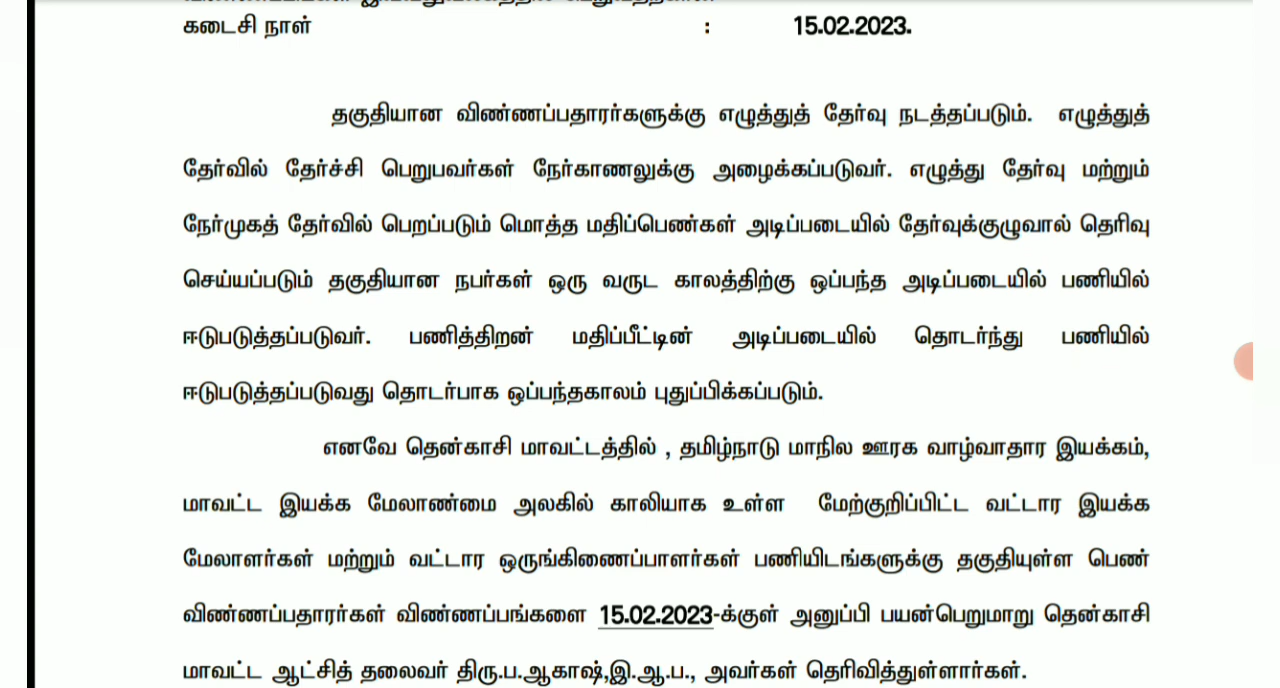 கடைசி நாள் : 15.02.2023.
தகுதியான விண்ணப்பதாரர்களுக்கு எழுத்துத் தேர்வு நடத்தப்படும். எழுத்துத்
தேர்வில் தேர்ச்சி பெறுபவர்கள் நேர்காணலுக்கு அழைக்கப்படுவர். எழுத்து தேர்வு மற்றும்
நேர்முகத் தேர்வில் பெறப்படும் மொத்த மதிப்பெண்கள் அடிப்படையில் தேர்வுக்குழுவால் தெரிவு
செய்யப்படும் தகுதியான நபர்கள் ஒரு வருட காலத்திற்கு ஒப்பந்த அடிப்படையில் பணியில்
ஈடுபடுத்தப்படுவர். பணித்திறன் மதிப்பீட்டின் அடிப்படையில் தொடர்ந்து பணியில்
ஈடுபடுத்தப்படுவது தொடர்பாக ஒப்பந்தகாலம் புதுப்பிக்கப்படும்.
எனவே தென்காசி மாவட்டத்தில் , தமிழ்நாடு மாநில ஊரக வாழ்வாதார இயக்கம்,
மாவட்ட இயக்க மேலாண்மை அலகில் காலியாக உள்ள மேற்குறிப்பிட்ட வட்டார இயக்க
மேலாளர்கள் மற்றும் வட்டார ஒருங்கிணைப்பாளர்கள் பணியிடங்களுக்கு தகுதியுள்ள பெண்
விண்ணப்பதாரர்கள் விண்ணப்பங்களை 15.02.2023-க்குள் அனுப்பி பயன்பெறுமாறு தென்காசி
மாவட்ட ஆட்சித் தலைவர் திரு.ப.ஆகாஷ்,இ.ஆ.ப., அவர்கள் தெரிவித்துள்ளார்கள்.